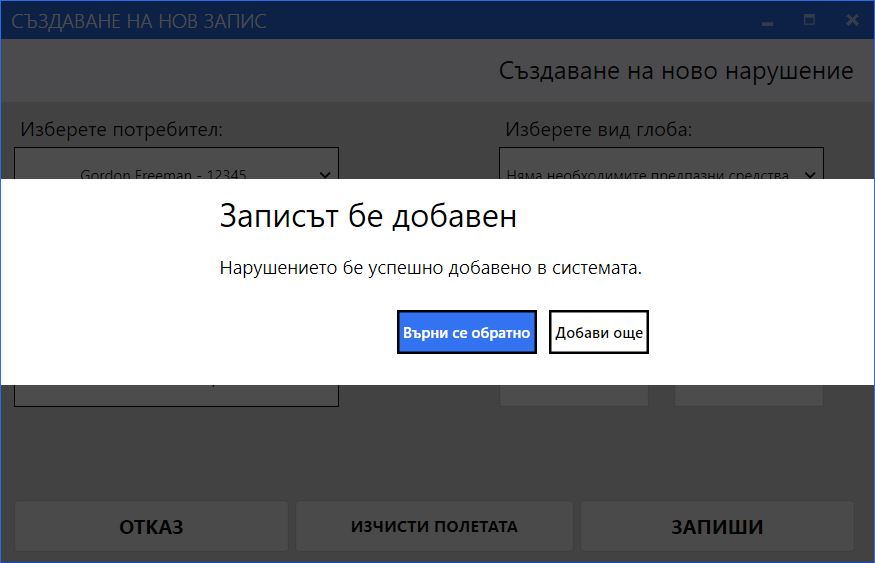 СЪЗДАВАНЕ НА НОВ ЗАПИС
Създаване на ново нарушение
Изберете потребител:
Изберете вид глоба:
Gordon Freeman - 12345
Няма необходимите предпазни средства
Записът бе добавен
Нарушението бе успешно добавено в системата.
Върни се обратно
Добави още
ОТКАЗ
ИЗЧИСТИ ПОЛЕТАТА
ЗАПИШИ